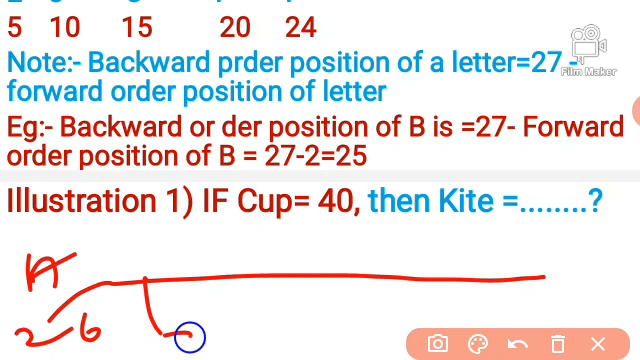 5 10 15 20 24
Note:- Backward prder position of a letter=27 -
Film Maker
forward order position of letter
Eg:- Backward or der position of B is =27- Forward
order position of B = 27-2=25
Illustration 1) IF Cup= 40, then Kite =........?
A
26